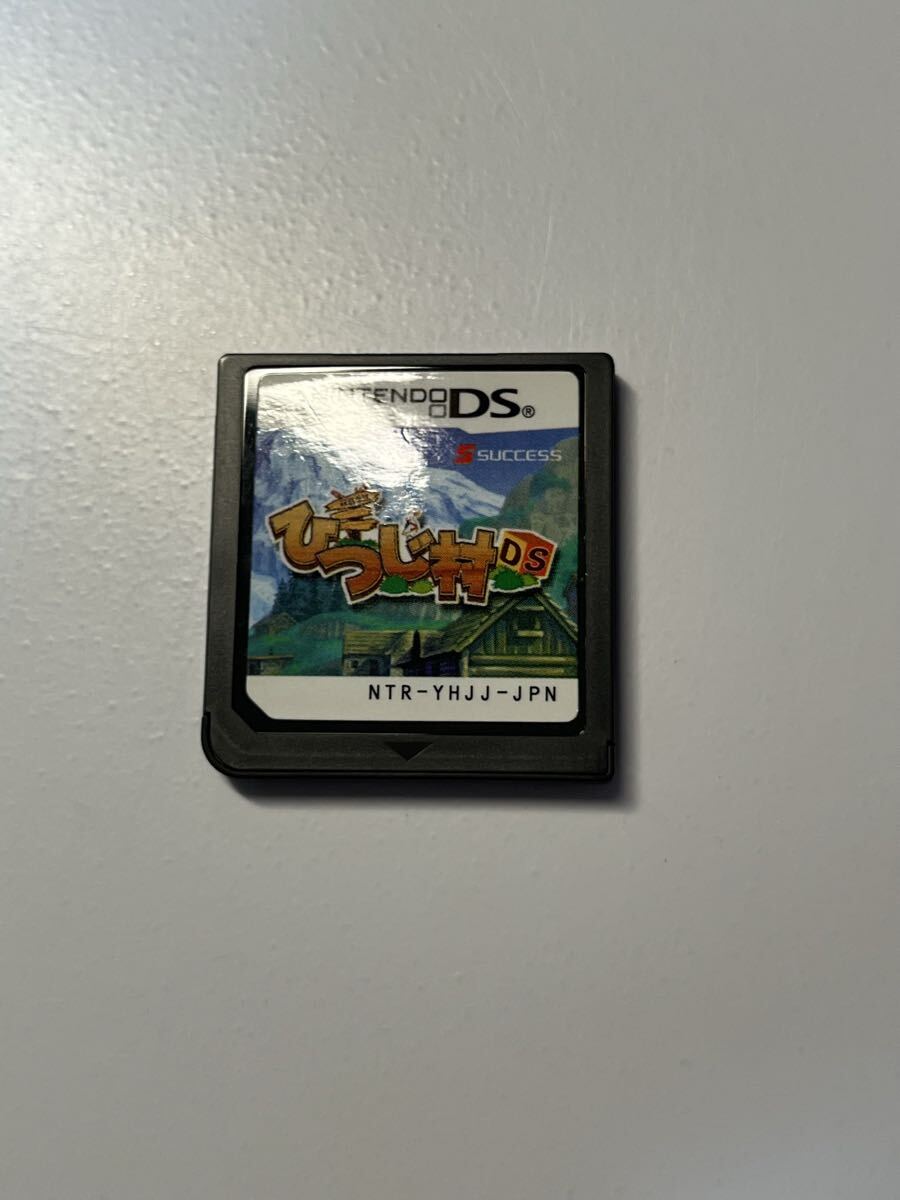 NINTENDO DS®
SUCCESS
ひつじ村DS
NTR-YHJJ-JPN